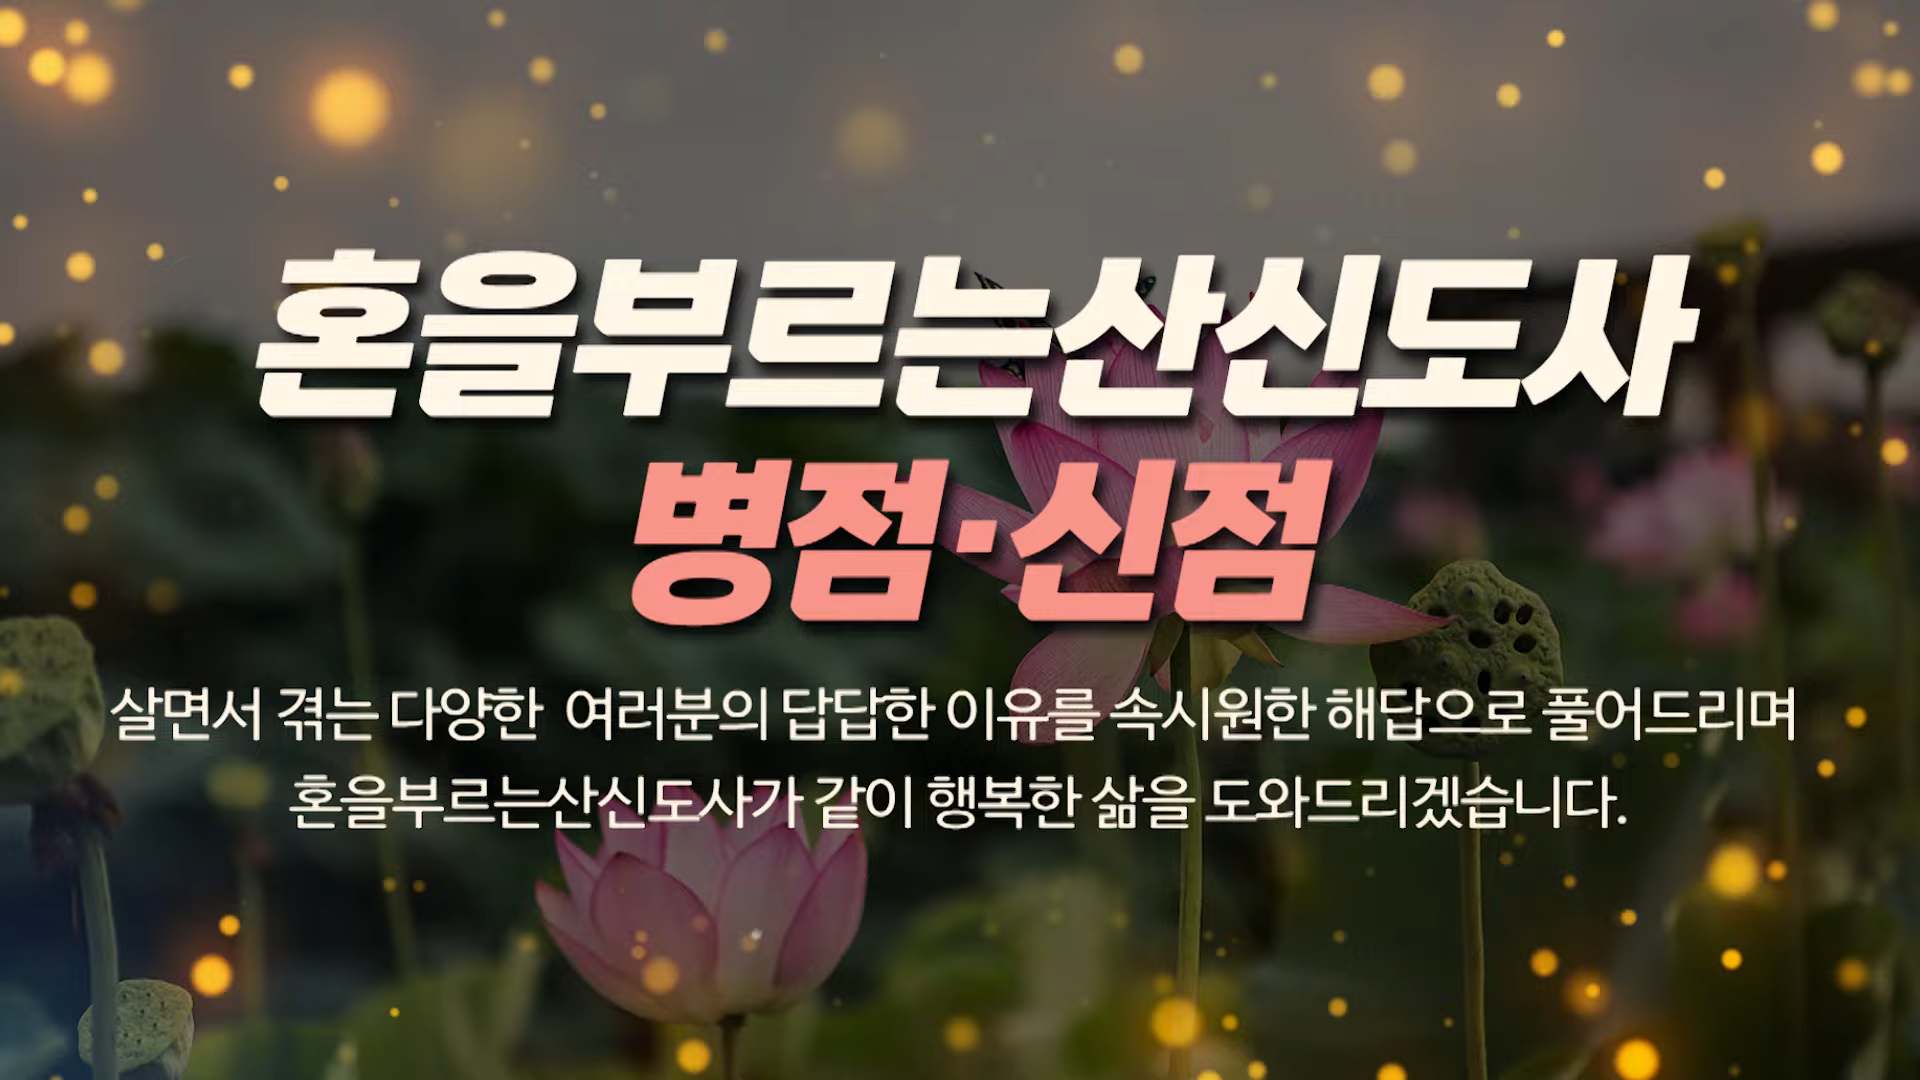 혼을부르는산신도사
병점·신점
살면서 겪는 다양한 여러분의 답답한 이유를 속시원한 해답으로 풀어드리며
혼을부르는산신도사가 같이 행복한 삶을 도와드리겠습니다.